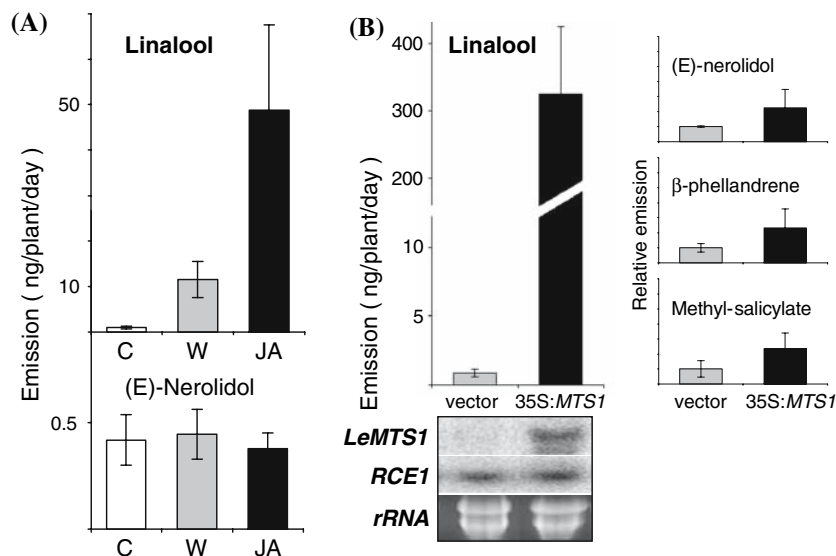 (A)
Linalool
Emission ( ng/plant/day )
50
10
C W JA
(E)-Nerolidol
0.5
C W JA
(B)
Linalool
Emission ( ng/plant/day )
400
300
200
10
5
vector 35S:MTS1
LeMTS1
RCE1
rRNA
Relative emission
(E)-nerolidol
β-phellandrene
Methyl-salicylate
vector 35S:MTS1